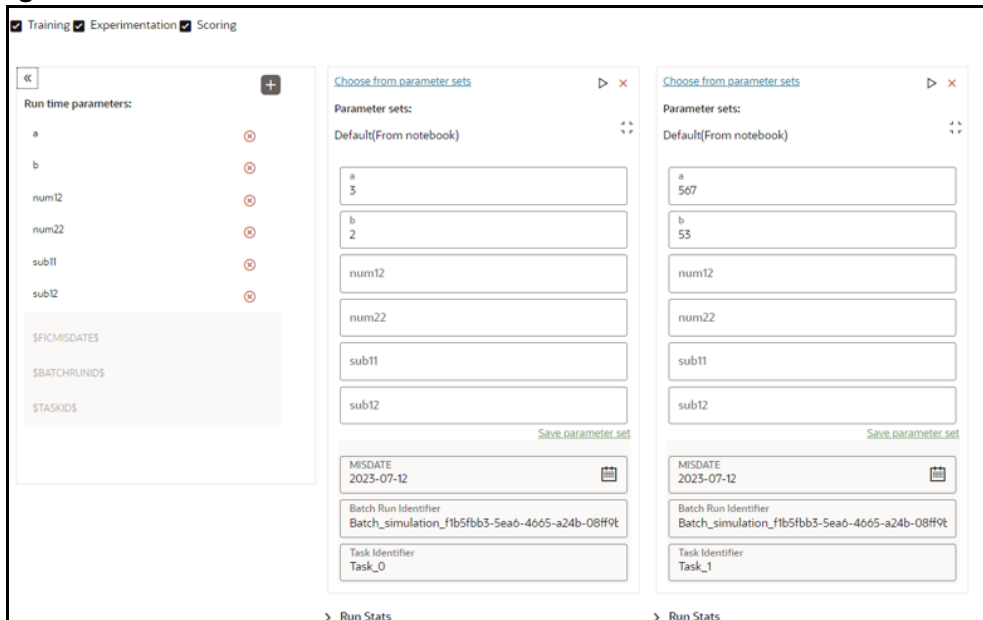 Training Experimentation Scoring
Run time parameters:
a
b
num12
num22
sub11
sub12
$FICMISDATE$
$BATCHRUNID$
$TASKID$
Choose from parameter sets
Parameter sets:
Default(From notebook)
a
3
b
2
num12
num22
sub11
sub12
Save parameter set
MISDATE
2023-07-12
Batch Run Identifier
Batch_simulation_f1b5fbb3-5ea6-4665-a24b-08ff9b
Task Identifier
Task_0
Run Stats
Choose from parameter sets
Parameter sets:
Default(From notebook)
a
567
b
53
num12
num22
sub11
sub12
Save parameter set
MISDATE
2023-07-12
Batch Run Identifier
Batch_simulation_f1b5fbb3-5ea6-4665-a24b-08ff9b
Task Identifier
Task_1
Run Stats